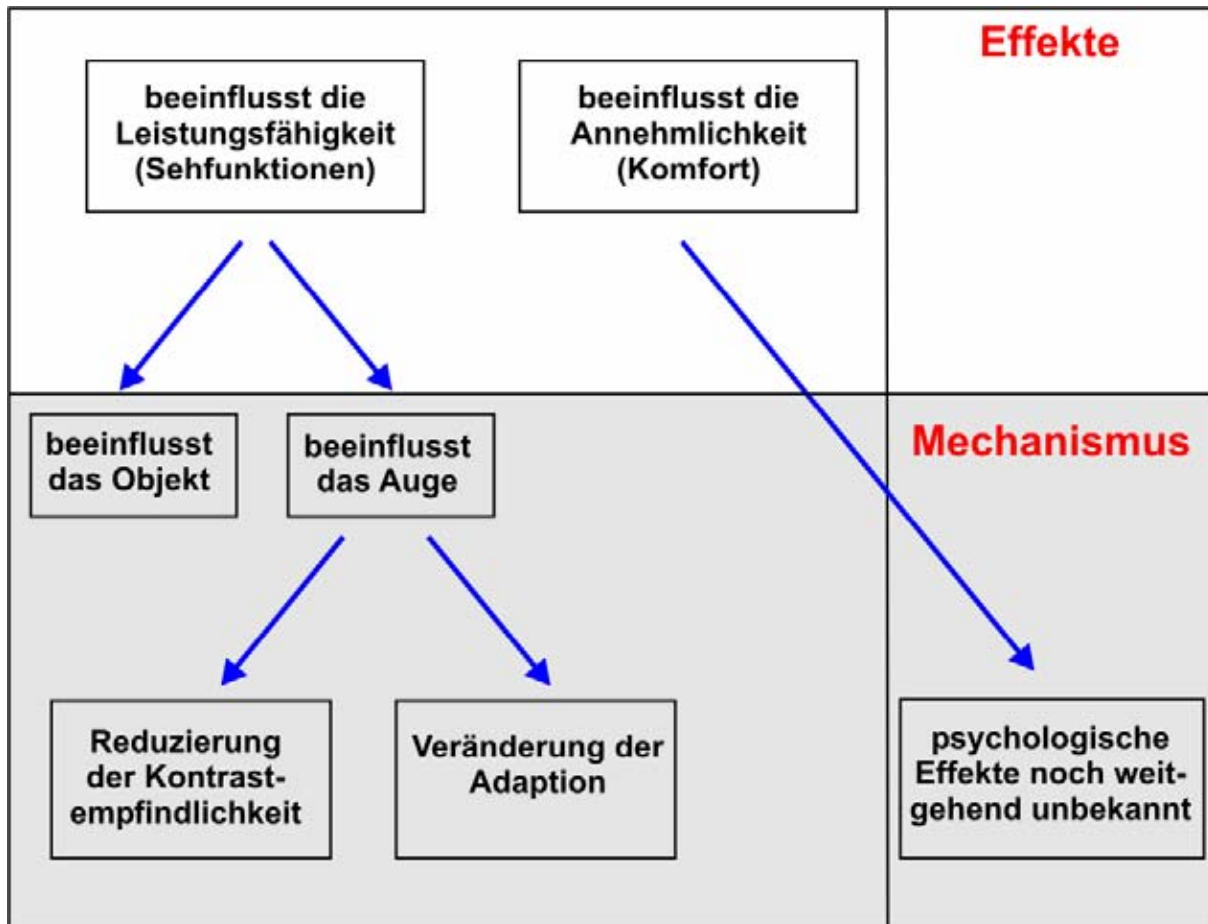 Effekte
beeinflusst die
Leistungsfähigkeit
(Sehfunktionen)
beeinflusst die
Annehmlichkeit
(Komfort)
Mechanismus
beeinflusst
das Objekt
beeinflusst
das Auge
Reduzierung
der Kontrast-
empfindlichkeit
Veränderung der
Adaption
psychologische
Effekte noch weit-
gehend unbekannt